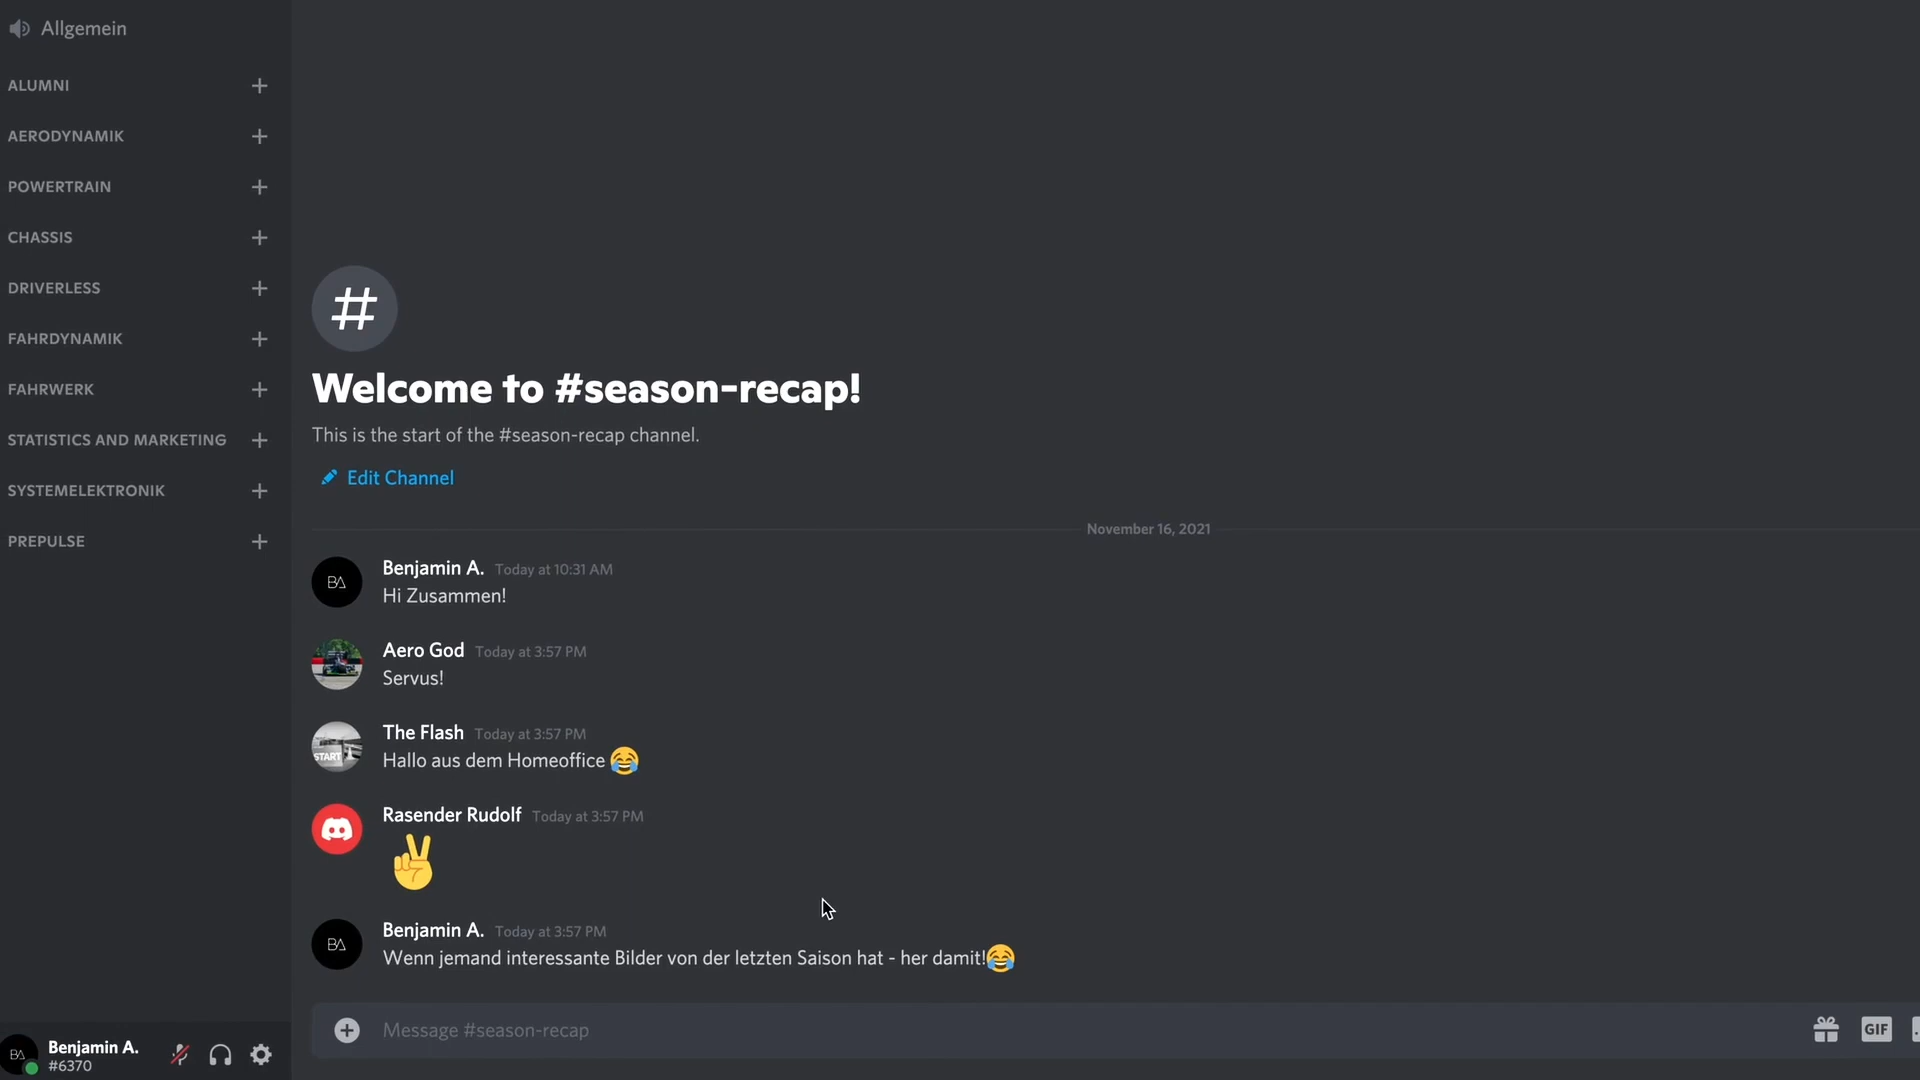 Allgemein
ALUMNI
AERODYNAMIK
POWERTRAIN
CHASSIS
DRIVERLESS
FAHRDYNAMIK
FAHRWERK
STATISTICS AND MARKETING
SYSTEMELEKTRONIK
PREPULSE
BA
Benjamin A.
#6370
#
Welcome to #season-recap!
This is the start of the #season-recap channel.
Edit Channel
November 16, 2021
BA
Benjamin A. Today at 10:31 AM
Hi Zusammen!
Aero God Today at 3:57 PM
Servus!
START
The Flash Today at 3:57 PM
Hallo aus dem Homeoffice 😂
Rasender Rudolf Today at 3:57 PM
✌
BA
Benjamin A. Today at 3:57 PM
Wenn jemand interessante Bilder von der letzten Saison hat - her damit!😂
Message #season-recap
GIF